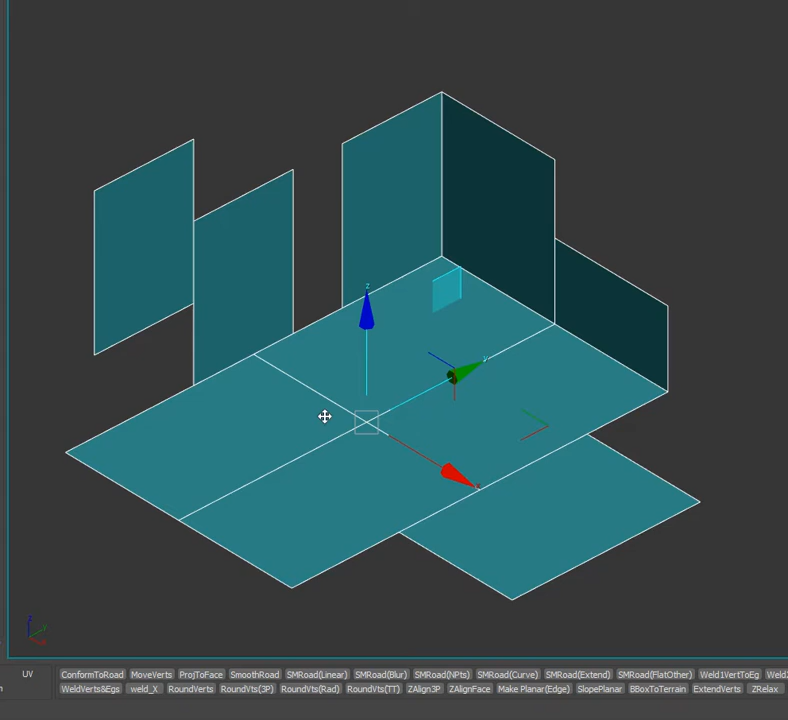 z
y
x
z
y
x
UV
ConformToRoad MoveVerts ProjToFace SmoothRoad SMRoad(Linear) SMRoad(Blur) SMRoad(NPts) SMRoad(Curve) SMRoad(Extend) SMRoad(FlatOther) Weld1VertToEg
WeldVerts&Egs weld_X RoundVerts RoundVts(3P) RoundVts(Rad) RoundVts(TT) ZAlign3P ZAlignFace Make Planar(Edge) SlopePlanar BBoxToTerrain ExtendVerts ZRelax